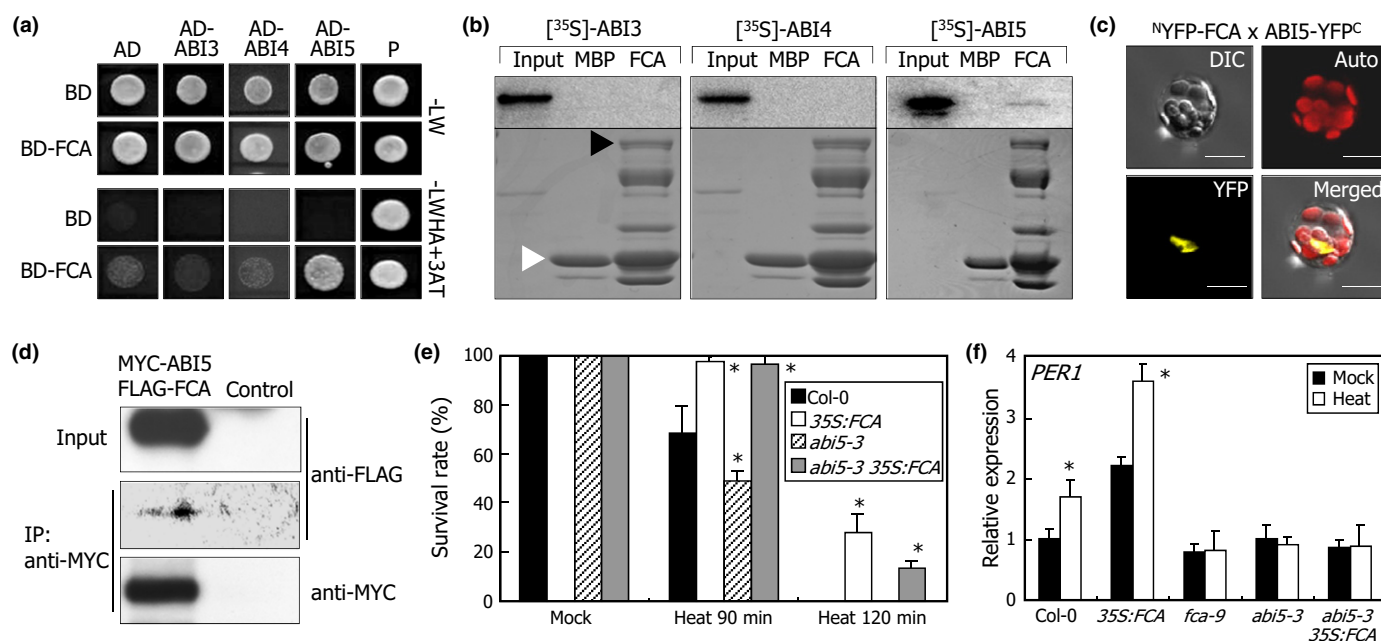 (a)
AD
AD-
ABI3
AD-
ABI4
AD-
ABI5
P
BD
BD-FCA
-LW
BD
BD-FCA
-LWHA+3AT
(b)
[³⁵S]-ABI3
[³⁵S]-ABI4
[³⁵S]-ABI5
Input MBP FCA
Input MBP FCA
Input MBP FCA
(c)
ᴺYFP-FCA x ABI5-YFPᶜ
DIC
Auto
YFP
Merged
(d)
MYC-ABI5
FLAG-FCA
Control
Input
anti-FLAG
IP:
anti-MYC
anti-MYC
(e)
Survival rate (%)
100
80
60
40
20
0
* * * * * *
Col-0
35S:FCA
abi5-3
abi5-3 35S:FCA
Mock
Heat 90 min
Heat 120 min
(f)
PER1
Relative expression
4
3
2
1
0
* *
Mock
Heat
Col-0
35S:FCA
fca-9
abi5-3
abi5-3
35S:FCA